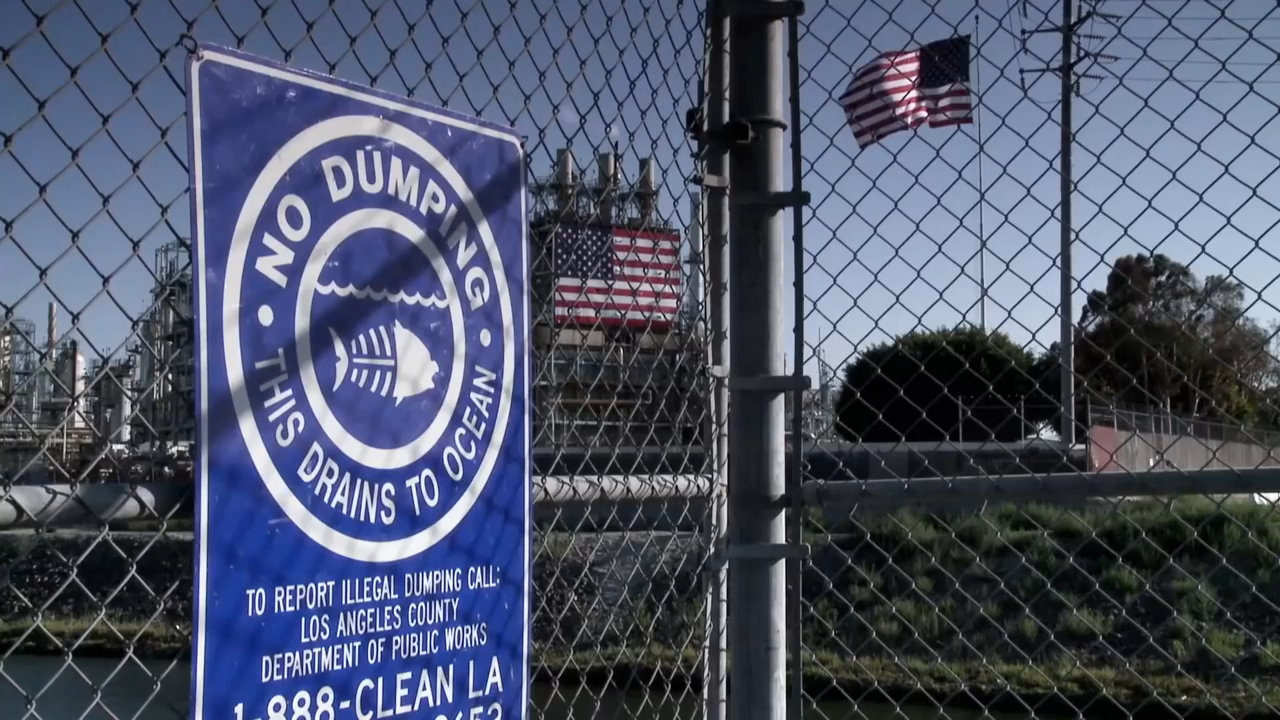 NO DUMPING
THIS DRAINS TO OCEAN
TO REPORT ILLEGAL DUMPING CALL:
LOS ANGELES COUNTY
DEPARTMENT OF PUBLIC WORKS
1-888-CLEAN LA